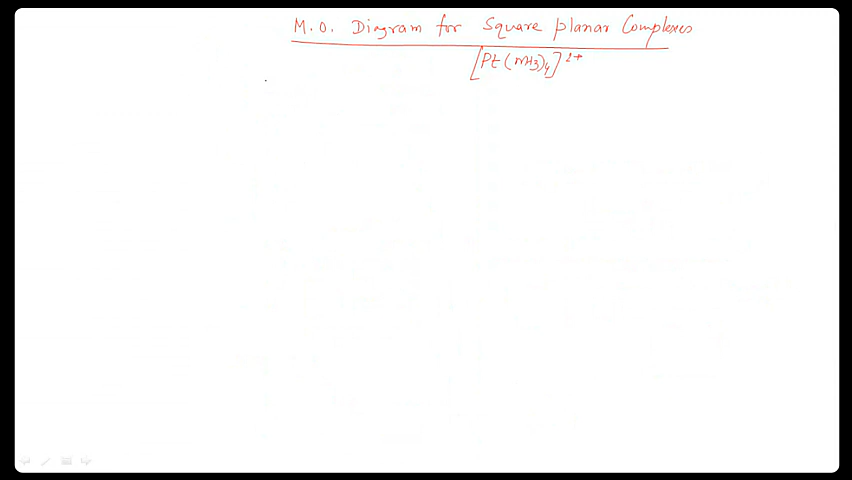 M.O. Diagram for Square planar Complexes
[Pt(NH3)4]2+